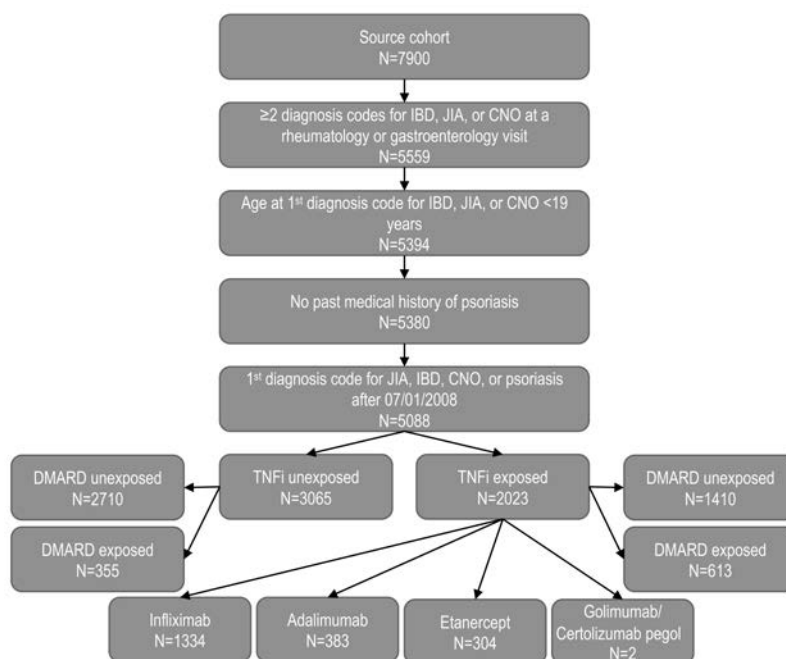 Source cohort
N=7900
≥2 diagnosis codes for IBD, JIA, or CNO at a
rheumatology or gastroenterology visit
N=5559
Age at 1st diagnosis code for IBD, JIA, or CNO <19
years
N=5394
No past medical history of psoriasis
N=5380
1st diagnosis code for JIA, IBD, CNO, or psoriasis
after 07/01/2008
N=5088
DMARD unexposed
N=2710
TNFi unexposed
N=3065
TNFi exposed
N=2023
DMARD unexposed
N=1410
DMARD exposed
N=355
DMARD exposed
N=613
Infliximab
N=1334
Adalimumab
N=383
Etanercept
N=304
Golimumab/
Certolizumab pegol
N=2